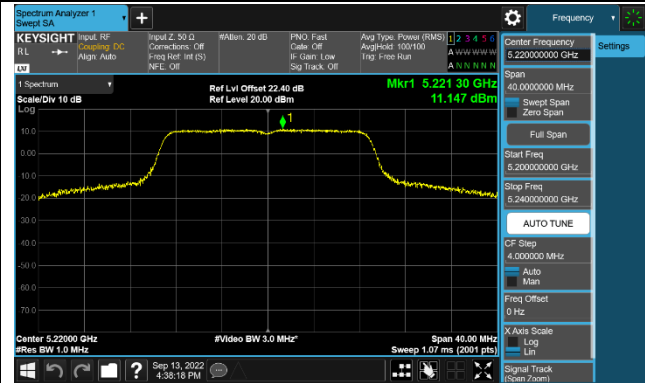 Spectrum Analyzer 1
Swept SA
Frequency
KEYSIGHT
RL
LXI
Input: RF
Coupling: DC
Align: Auto
Input Z: 50 Ω
Corrections: Off
Freq Ref: Int (S)
NFE: Off
#Atten: 20 dB
PNO: Fast
Gate: Off
IF Gain: Low
Sig Track: Off
Avg Type: Power (RMS)
Avg|Hold: 100/100
Trig: Free Run
1 2 3 4 5 6
A W W W W W
A N N N N N
1 Spectrum
Scale/Div 10 dB
Log
Ref Lvl Offset 22.40 dB
Ref Level 20.00 dBm
Mkr1 5.221 30 GHz
11.147 dBm
1
10.0
0.00
-10.0
-20.0
-30.0
-40.0
-50.0
-60.0
-70.0
Center 5.22000 GHz
#Res BW 1.0 MHz
#Video BW 3.0 MHz*
Span 40.00 MHz
Sweep 1.07 ms (2001 pts)
Sep 13, 2022
4:38:18 PM
Settings
Center Frequency
5.220000000 GHz
Span
40.0000000 MHz
Swept Span
Zero Span
Full Span
Start Freq
5.200000000 GHz
Stop Freq
5.240000000 GHz
AUTO TUNE
CF Step
4.000000 MHz
Auto
Man
Freq Offset
0 Hz
X Axis Scale
Log
Lin
Signal Track
(Span Zoom)